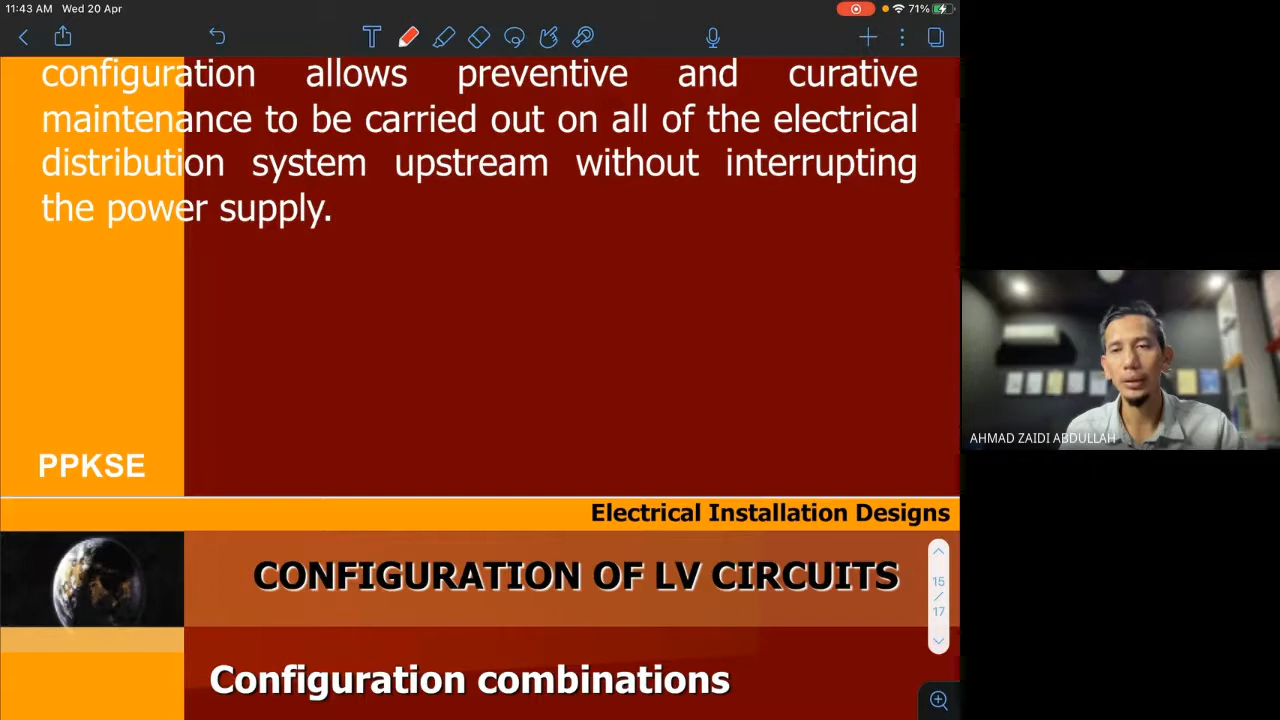 11:43 AM Wed 20 Apr
71%
configuration allows preventive and curative
maintenance to be carried out on all of the electrical
distribution system upstream without interrupting
the power supply.
AHMAD ZAIDI ABDULLAH
PPKSE
Electrical Installation Designs
CONFIGURATION OF LV CIRCUITS
15
/
17
Configuration combinations